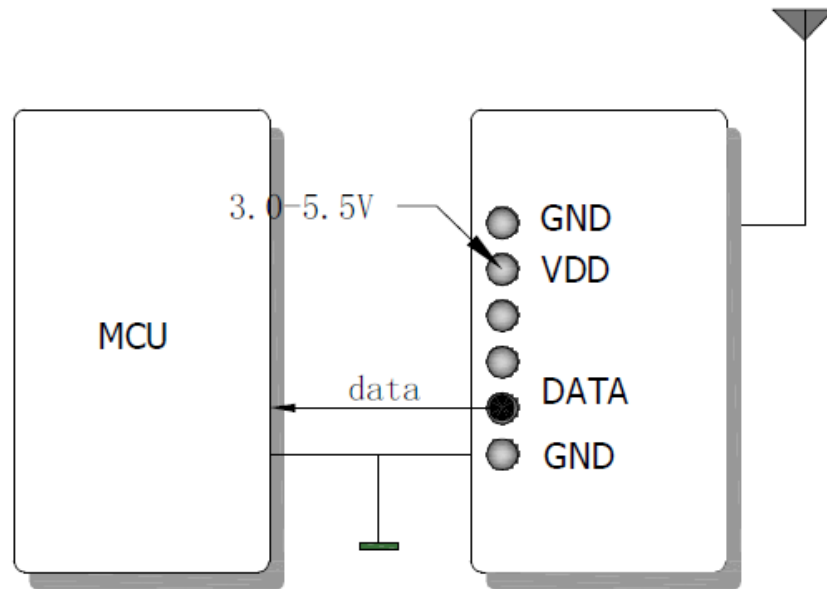 3.0-5.5V
GND
VDD
MCU
data
DATA
GND